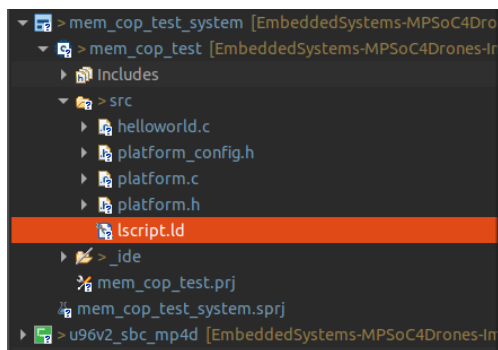 > mem_cop_test_system [EmbeddedSystems-MPSoC4Dro
> mem_cop_test [EmbeddedSystems-MPSoC4Drones-In
Includes
> src
helloworld.c
platform_config.h
platform.c
platform.h
lscript.ld
> _ide
mem_cop_test.prj
mem_cop_test_system.sprj
> u96v2_sbc_mp4d [EmbeddedSystems-MPSoC4Drones-In